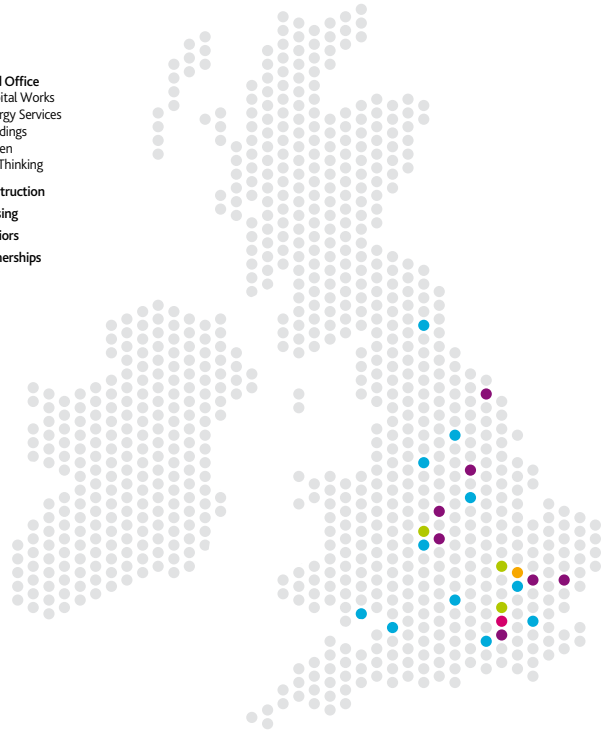 l Office
ital Works
rgy Services
dings
en
Thinking
truction
sing
iors
nerships